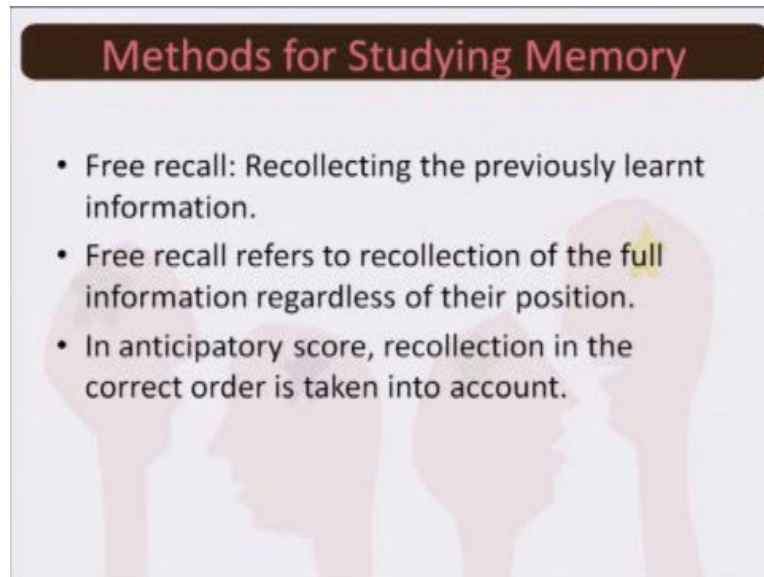 Methods for Studying Memory
• Free recall: Recollecting the previously learnt
information.
• Free recall refers to recollection of the full
information regardless of their position.
• In anticipatory score, recollection in the
correct order is taken into account.